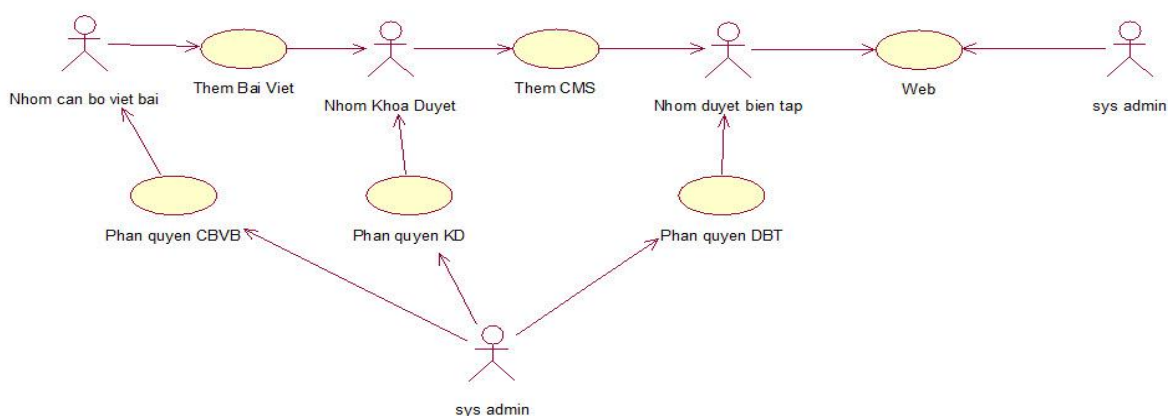 Nhom can bo viet bai
Them Bai Viet
Nhom Khoa Duyet
Them CMS
Nhom duyet bien tap
Web
sys admin
Phan quyen CBVB
Phan quyen KD
Phan quyen DBT
sys admin